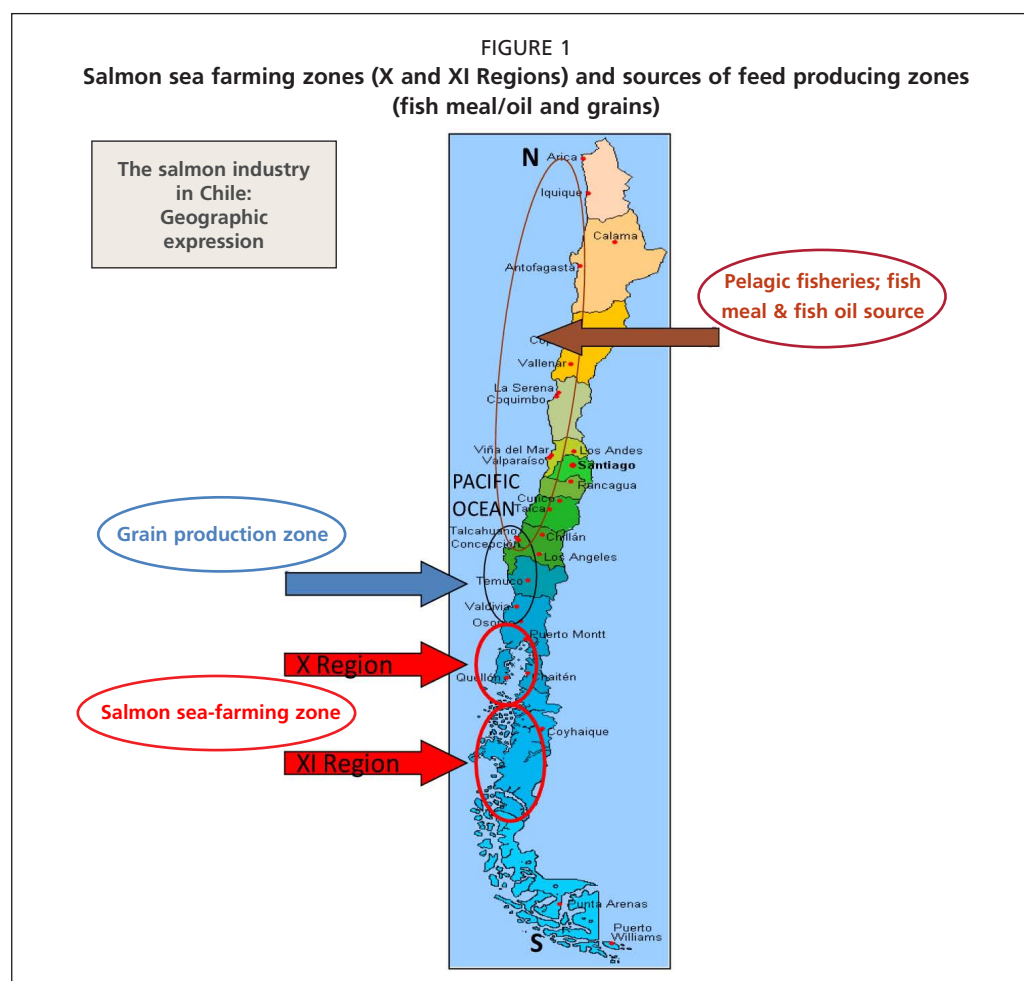 FIGURE 1
Salmon sea farming zones (X and XI Regions) and sources of feed producing zones
(fish meal/oil and grains)
The salmon industry
in Chile:
Geographic
expression
N
Arica
Iquique
Calama
Antofagasta
Pelagic fisheries; fish
meal & fish oil source
Cop
Vallenar
La Serena
Coquimbo
Viña del Mar
Valparaíso
Los Andes
Santiago
Rancagua
PACIFIC
OCEAN
Curico
Talca
Talcahuano
Concepción
Chillán
Los Angeles
Grain production zone
Temuco
Valdivia
Osorno
Puerto Montt
X Region
Quellón
Chaitén
Salmon sea-farming zone
Coyhaique
XI Region
Punta Arenas
Puerto
Williams
S